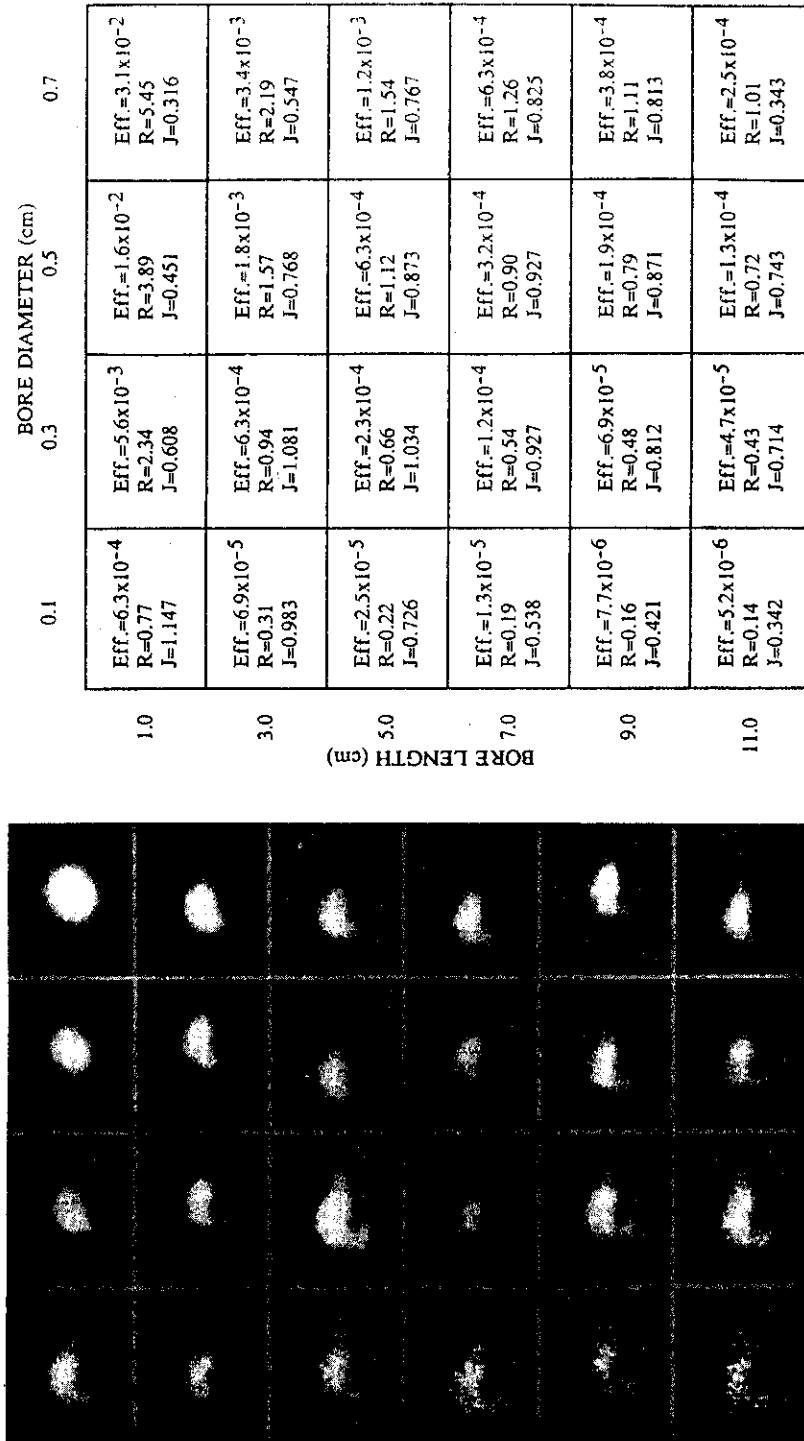 BORE DIAMETER (cm)
0.1 0.3 0.5 0.7
BORE LENGTH (cm)
1.0
Eff.=6.3x10⁻⁴ Eff.=5.6x10⁻³ Eff.=1.6x10⁻² Eff.=3.1x10⁻²
R=0.77 R=2.34 R=3.89 R=5.45
J=1.147 J=0.608 J=0.451 J=0.316
3.0
Eff.=6.9x10⁻⁵ Eff.=6.3x10⁻⁴ Eff.=1.8x10⁻³ Eff.=3.4x10⁻³
R=0.31 R=0.94 R=1.57 R=2.19
J=0.983 J=1.081 J=0.768 J=0.547
5.0
Eff.=2.5x10⁻⁵ Eff.=2.3x10⁻⁴ Eff.=6.3x10⁻⁴ Eff.=1.2x10⁻³
R=0.22 R=0.66 R=1.12 R=1.54
J=0.726 J=1.034 J=0.873 J=0.767
7.0
Eff.=1.3x10⁻⁵ Eff.=1.2x10⁻⁴ Eff.=3.2x10⁻⁴ Eff.=6.3x10⁻⁴
R=0.19 R=0.54 R=0.90 R=1.26
J=0.538 J=0.927 J=0.927 J=0.825
9.0
Eff.=7.7x10⁻⁶ Eff.=6.9x10⁻⁵ Eff.=1.9x10⁻⁴ Eff.=3.8x10⁻⁴
R=0.16 R=0.48 R=0.79 R=1.11
J=0.421 J=0.812 J=0.871 J=0.813
11.0
Eff.=5.2x10⁻⁶ Eff.=4.7x10⁻⁵ Eff.=1.3x10⁻⁴ Eff.=2.5x10⁻⁴
R=0.14 R=0.43 R=0.72 R=1.01
J=0.342 J=0.714 J=0.743 J=0.343